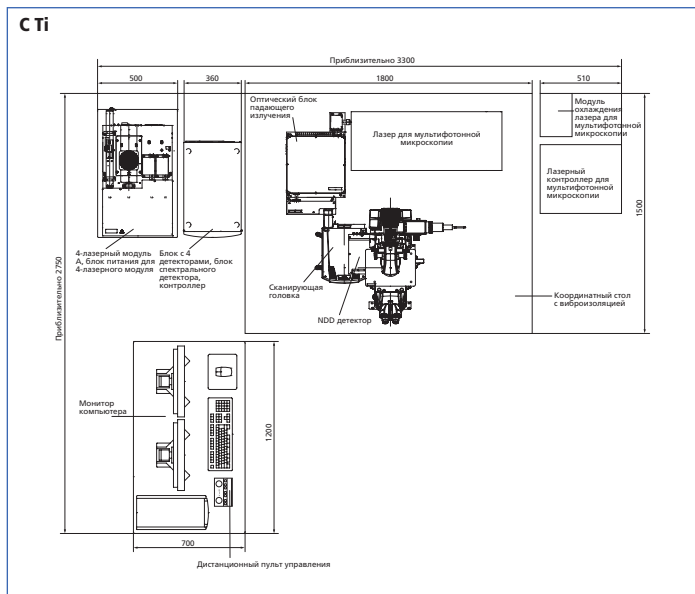 С Ti
Приблизительно 3300
500
360
1800
510
Оптический блок
падающего
излучения
Лазер для мультифотонной
микроскопии
Модуль
охлаждения
лазера для
мультифотонной
микроскопии
Лазерный
контроллер для
мультифотонной
микроскопии
1500
Приблизительно 2750
4-лазерный модуль
А, блок питания для
4-лазерного модуля
Блок с 4
детекторами, блок
спектрального
детектора,
контроллер
Сканирующая
головка
NDD детектор
Координатный стол
с виброизоляцией
Монитор
компьютера
1200
700
Дистанционный пульт управления